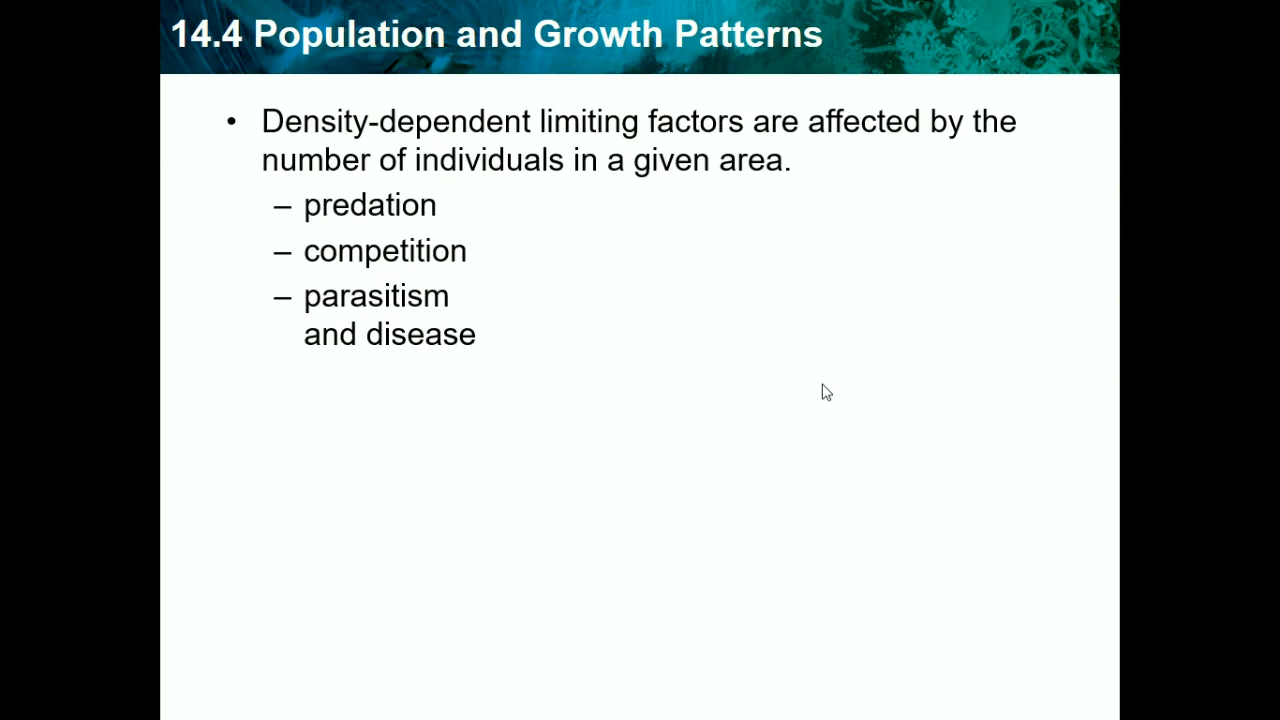 14.4 Population and Growth Patterns
• Density-dependent limiting factors are affected by the
number of individuals in a given area.
– predation
– competition
– parasitism
and disease